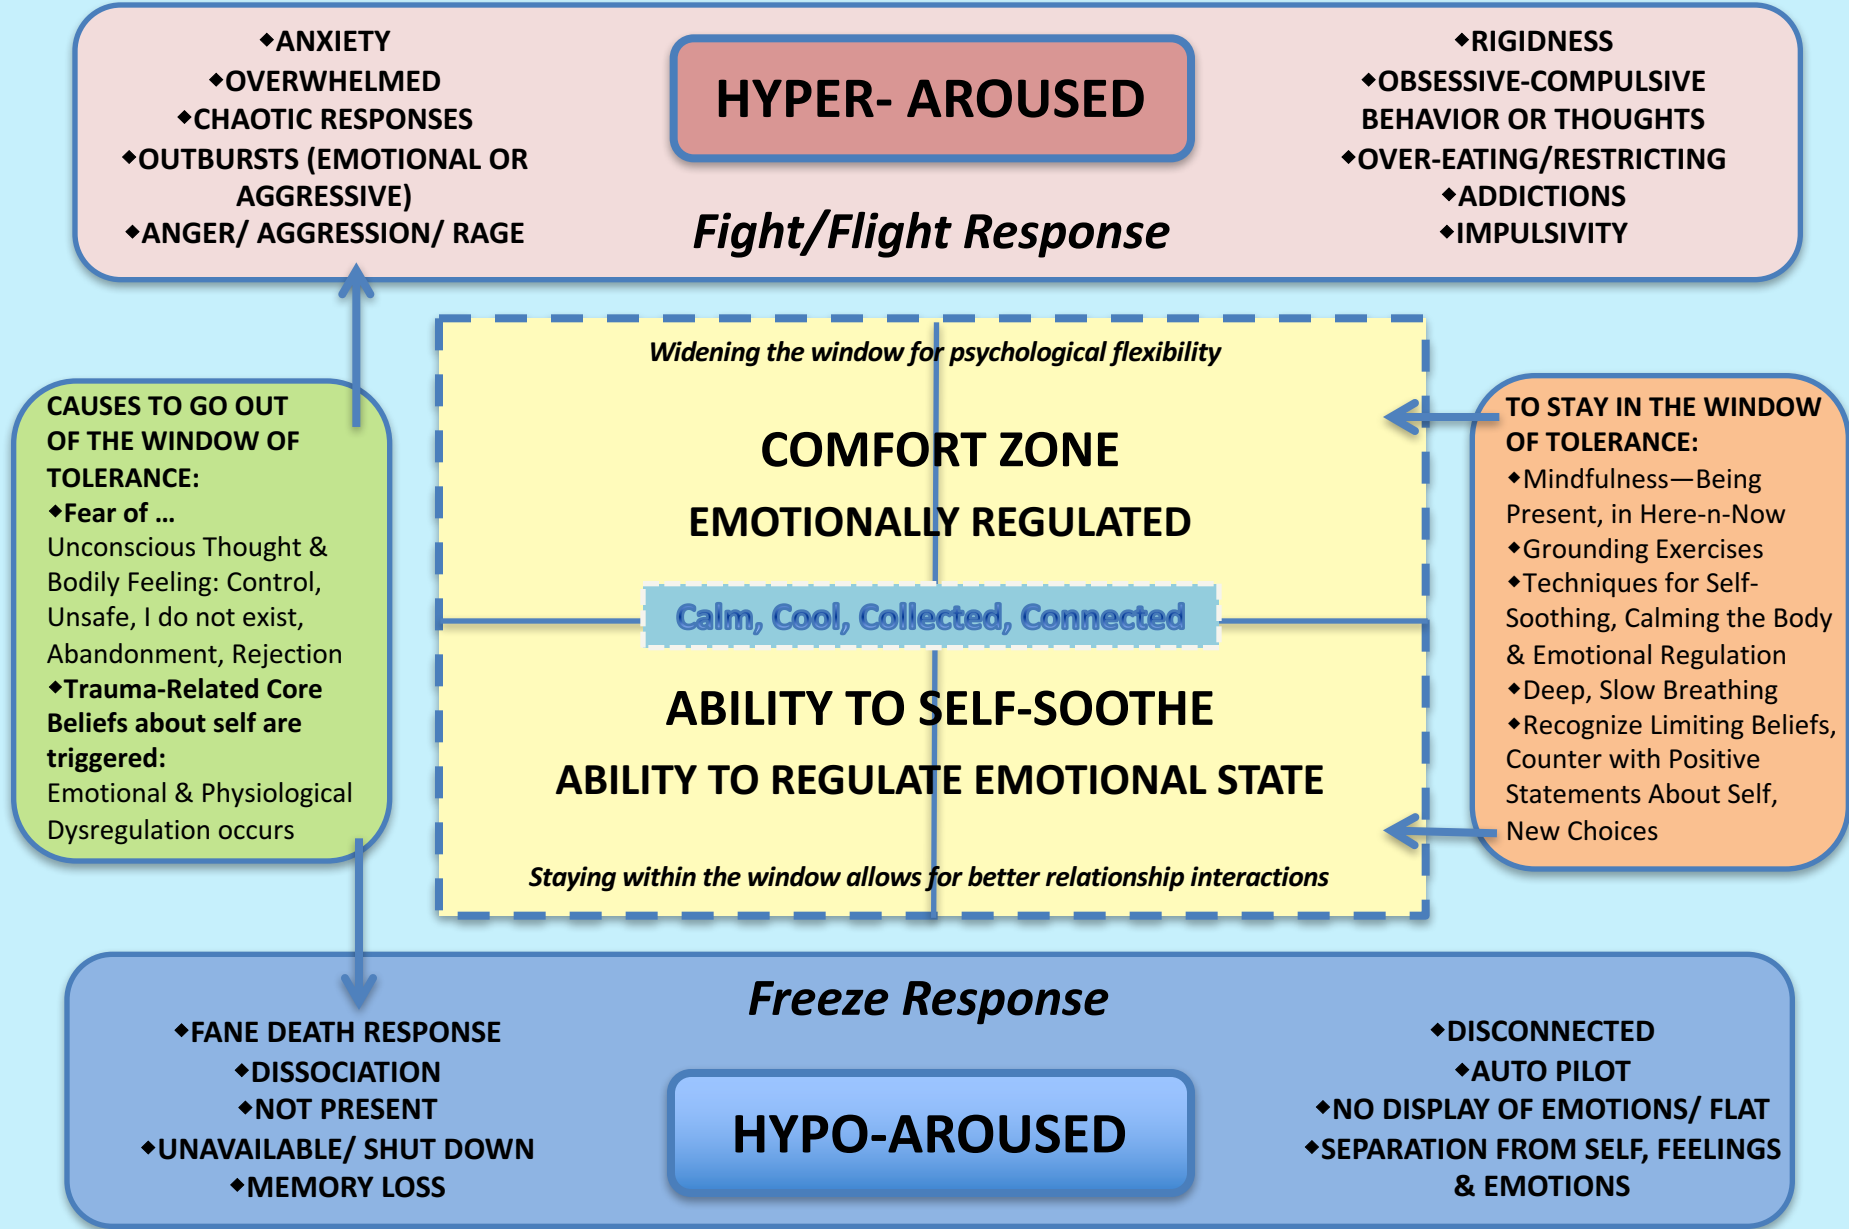 ◆ANXIETY
◆OVERWHELMED
◆CHAOTIC RESPONSES
◆OUTBURSTS (EMOTIONAL OR
AGGRESSIVE)
◆ANGER/ AGGRESSION/ RAGE
HYPER- AROUSED
Fight/Flight Response
◆RIGIDNESS
◆OBSESSIVE-COMPULSIVE
BEHAVIOR OR THOUGHTS
◆OVER-EATING/RESTRICTING
◆ADDICTIONS
◆IMPULSIVITY
CAUSES TO GO OUT
OF THE WINDOW OF
TOLERANCE:
◆Fear of …
Unconscious Thought &
Bodily Feeling: Control,
Unsafe, I do not exist,
Abandonment, Rejection
◆Trauma-Related Core
Beliefs about self are
triggered:
Emotional & Physiological
Dysregulation occurs
Widening the window for psychological flexibility
COMFORT ZONE
EMOTIONALLY REGULATED
Calm, Cool, Collected, Connected
ABILITY TO SELF-SOOTHE
ABILITY TO REGULATE EMOTIONAL STATE
Staying within the window allows for better relationship interactions
TO STAY IN THE WINDOW
OF TOLERANCE:
◆Mindfulness—Being
Present, in Here-n-Now
◆Grounding Exercises
◆Techniques for Self-
Soothing, Calming the Body
& Emotional Regulation
◆Deep, Slow Breathing
◆Recognize Limiting Beliefs,
Counter with Positive
Statements About Self,
New Choices
Freeze Response
◆FANE DEATH RESPONSE
◆DISSOCIATION
◆NOT PRESENT
◆UNAVAILABLE/ SHUT DOWN
◆MEMORY LOSS
HYPO-AROUSED
◆DISCONNECTED
◆AUTO PILOT
◆NO DISPLAY OF EMOTIONS/ FLAT
◆SEPARATION FROM SELF, FEELINGS
& EMOTIONS